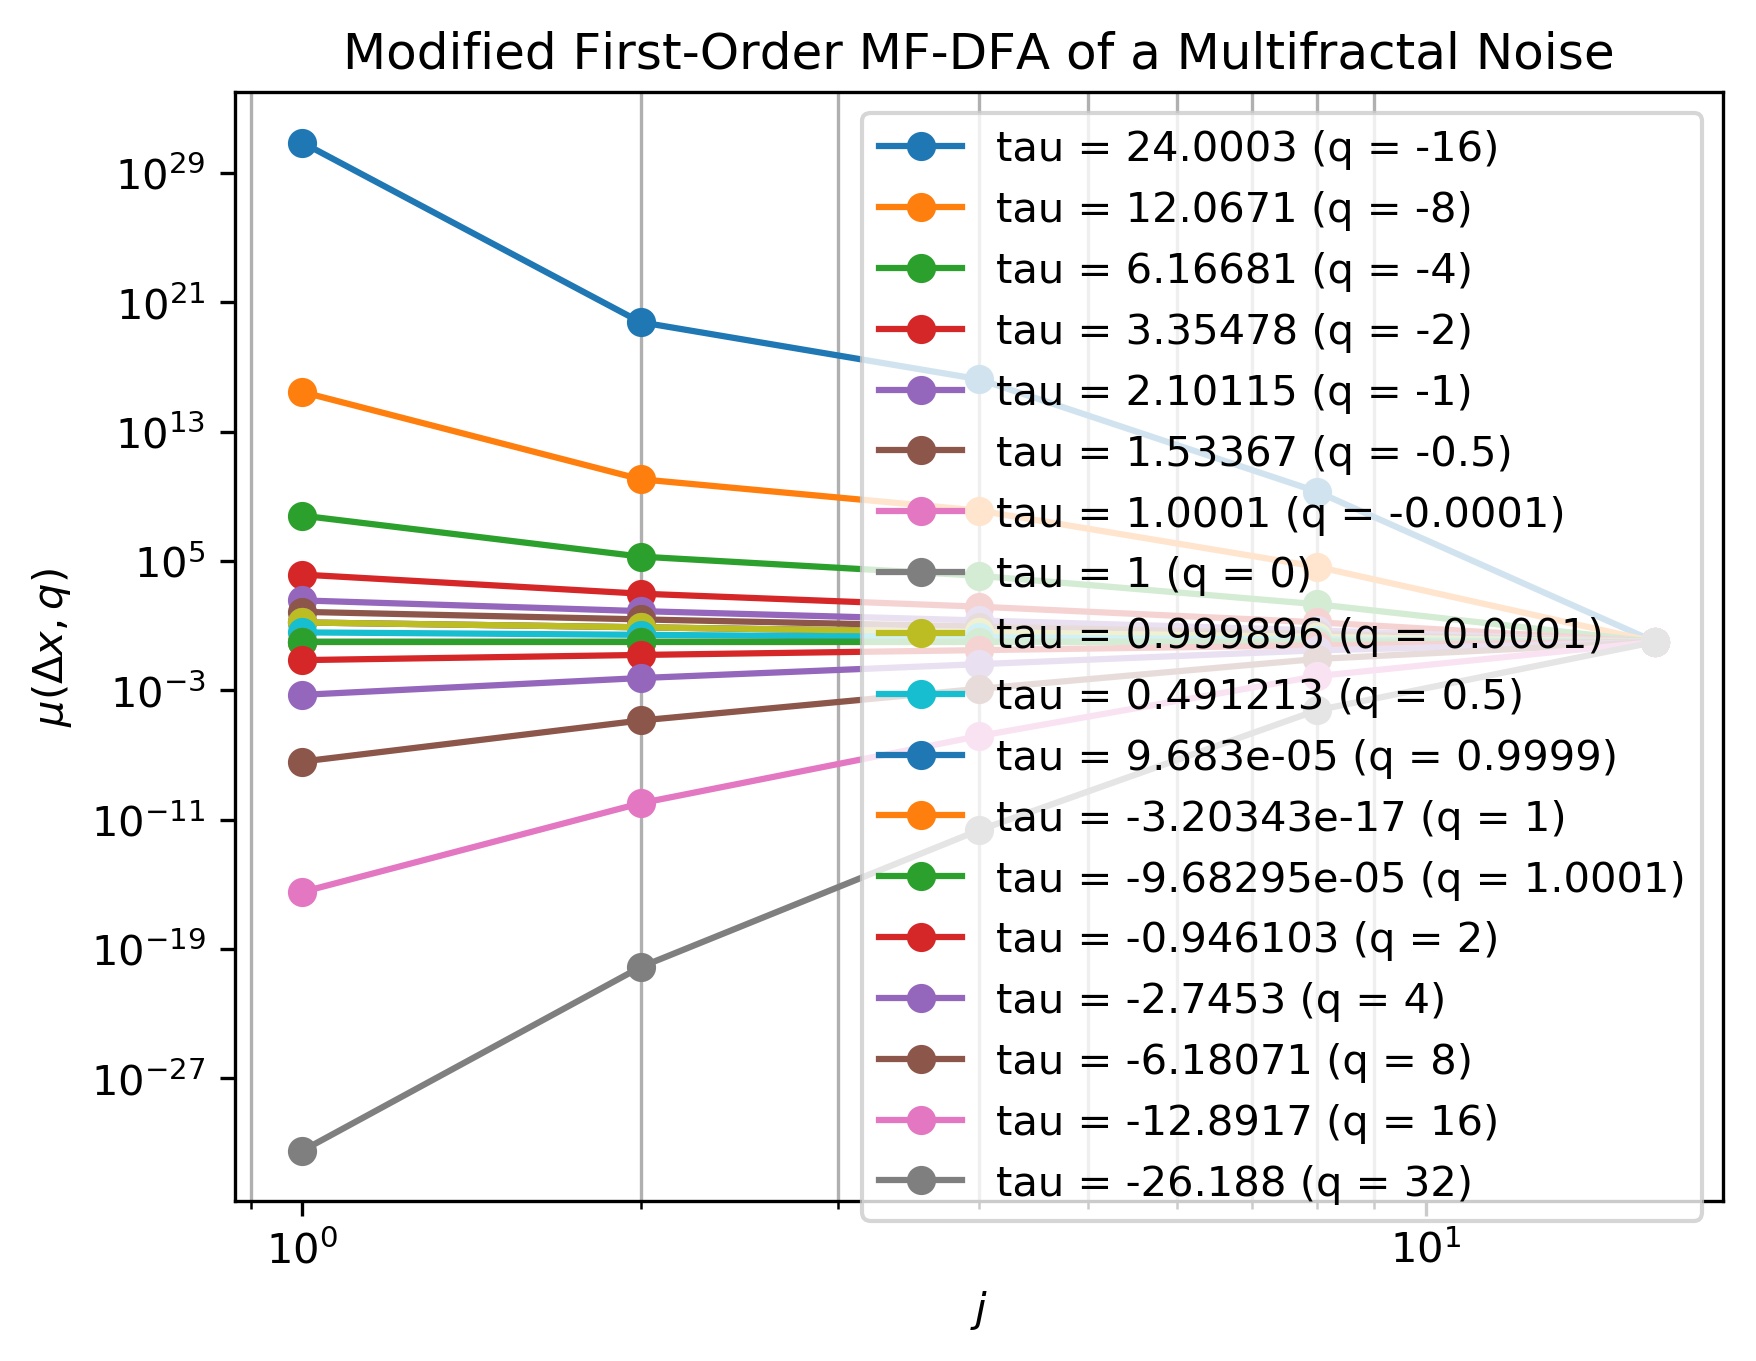 Modified First-Order MF-DFA of a Multifractal Noise
μ(Δx, q)
10^29
10^21
10^13
10^5
10^−3
10^−11
10^−19
10^−27
tau = 24.0003 (q = -16)
tau = 12.0671 (q = -8)
tau = 6.16681 (q = -4)
tau = 3.35478 (q = -2)
tau = 2.10115 (q = -1)
tau = 1.53367 (q = -0.5)
tau = 1.0001 (q = -0.0001)
tau = 1 (q = 0)
tau = 0.999896 (q = 0.0001)
tau = 0.491213 (q = 0.5)
tau = 9.683e-05 (q = 0.9999)
tau = -3.20343e-17 (q = 1)
tau = -9.68295e-05 (q = 1.0001)
tau = -0.946103 (q = 2)
tau = -2.7453 (q = 4)
tau = -6.18071 (q = 8)
tau = -12.8917 (q = 16)
tau = -26.188 (q = 32)
10^0 10^1
j